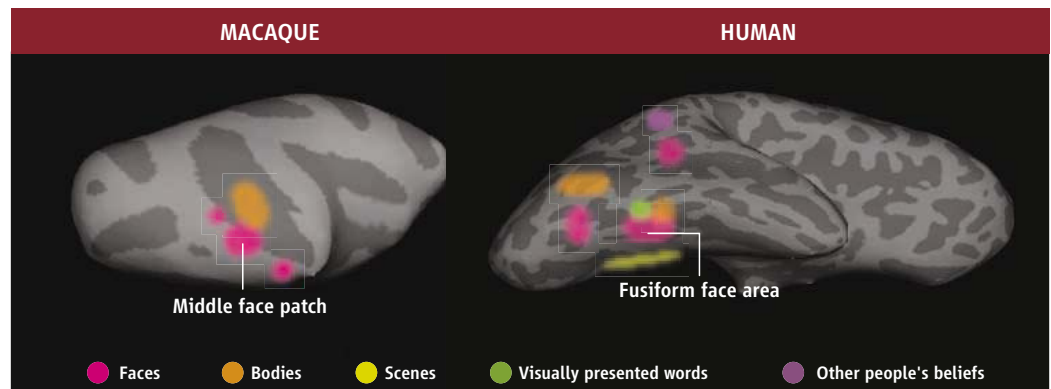 MACAQUE
HUMAN
Middle face patch
Fusiform face area
Faces
Bodies
Scenes
Visually presented words
Other people's beliefs